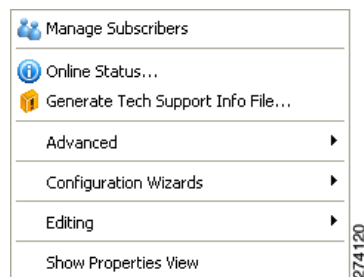 Manage Subscribers
Online Status...
Generate Tech Support Info File...
Advanced
Configuration Wizards
Editing
Show Properties View
274120